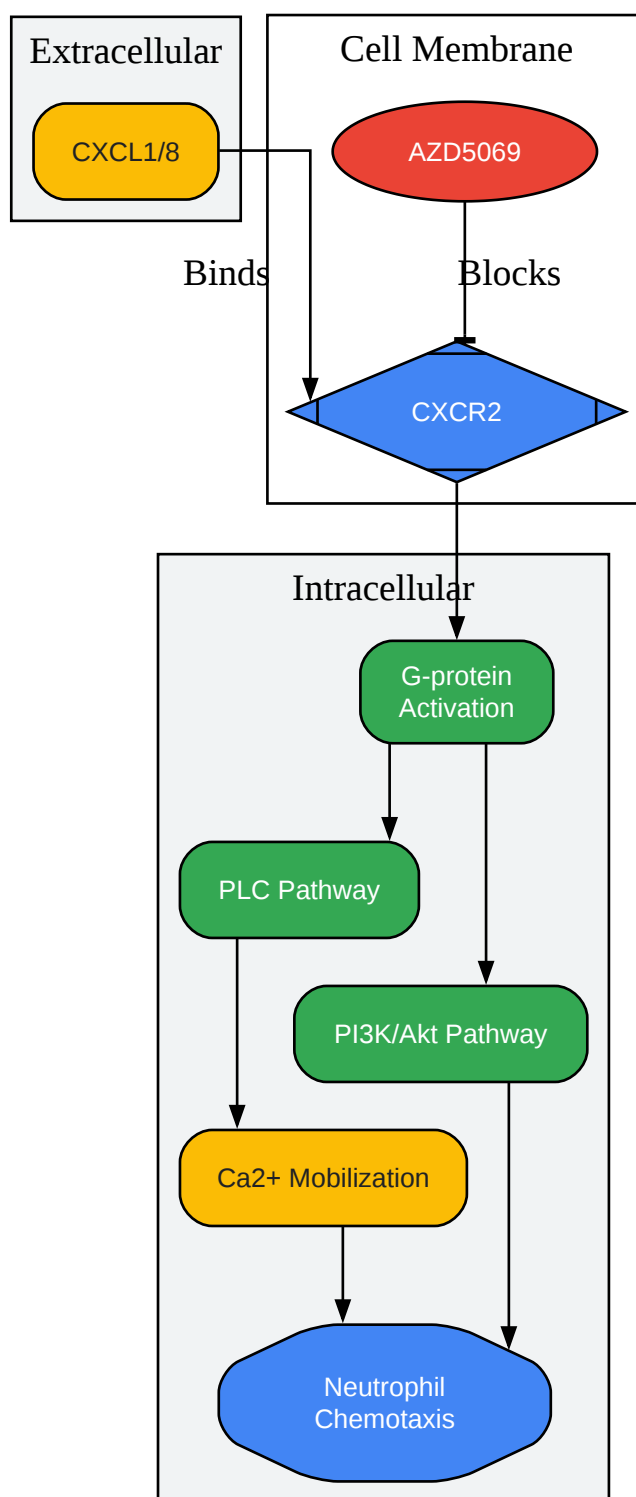 Extracellular
Cell Membrane
CXCL1/8
AZD5069
Binds
Blocks
CXCR2
Intracellular
G-protein
Activation
PLC Pathway
PI3K/Akt Pathway
Ca2+ Mobilization
Neutrophil
Chemotaxis